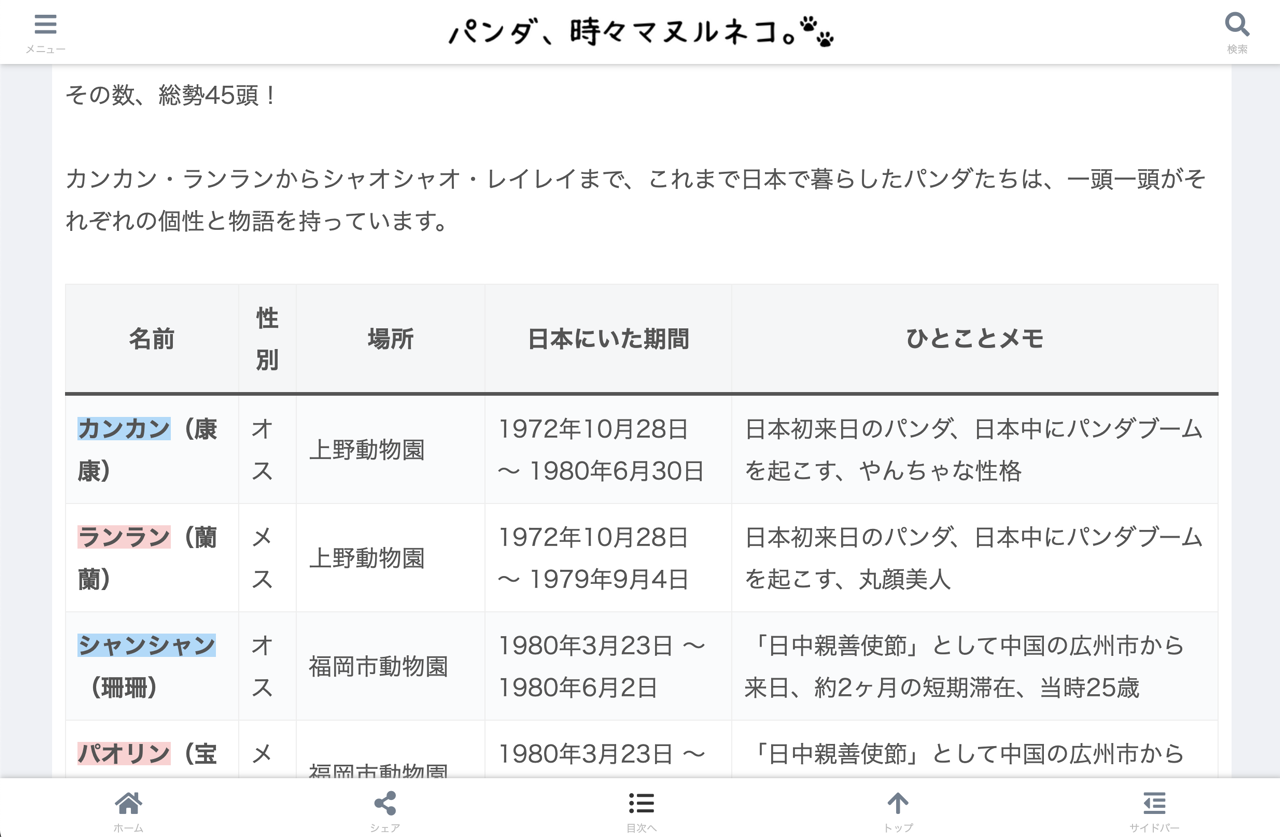 メニュー
パンダ、時々マヌルネコ。
検索
その数、総勢45頭！
カンカン・ランランからシャオシャオ・レイレイまで、これまで日本で暮らしたパンダたちは、一頭一頭がそ
れぞれの個性と物語を持っています。
名前 性別 場所 日本にいた期間 ひとことメモ
カンカン（康康） オス 上野動物園 1972年10月28日 〜 1980年6月30日 日本初来日のパンダ、日本中にパンダブームを起こす、やんちゃな性格
ランラン（蘭蘭） メス 上野動物園 1972年10月28日 〜 1979年9月4日 日本初来日のパンダ、日本中にパンダブームを起こす、丸顔美人
シャンシャン（珊珊） オス 福岡市動物園 1980年3月23日 〜 1980年6月2日 「日中親善使節」として中国の広州市から来日、約2ヶ月の短期滞在、当時25歳
パオリン（宝 メ 福岡市動物園 1980年3月23日 〜 「日中親善使節」として中国の広州市から
ホーム シェア 目次へ トップ サイドバー